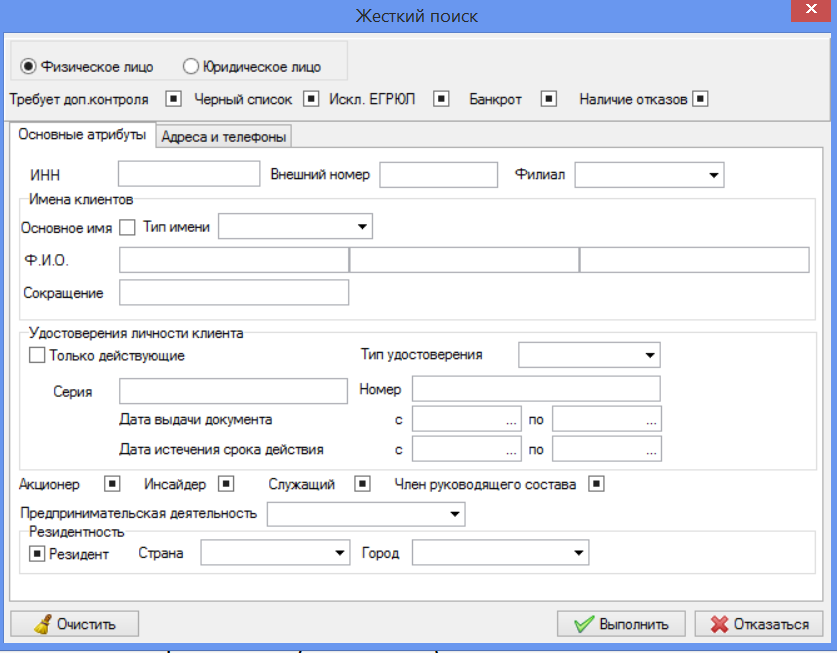 Жесткий поиск
Физическое лицо Юридическое лицо
Требует доп.контроля Черный список Искл. ЕГРЮЛ Банкрот Наличие отказов
Основные атрибуты Адреса и телефоны
ИНН Внешний номер Филиал
Имена клиентов
Основное имя Тип имени
Ф.И.О.
Сокращение
Удостоверения личности клиента
Только действующие Тип удостоверения
Серия Номер
Дата выдачи документа с ... по ...
Дата истечения срока действия с ... по ...
Акционер Инсайдер Служащий Член руководящего состава
Предпринимательская деятельность
Резидентность
Резидент Страна Город
Очистить Выполнить Отказаться